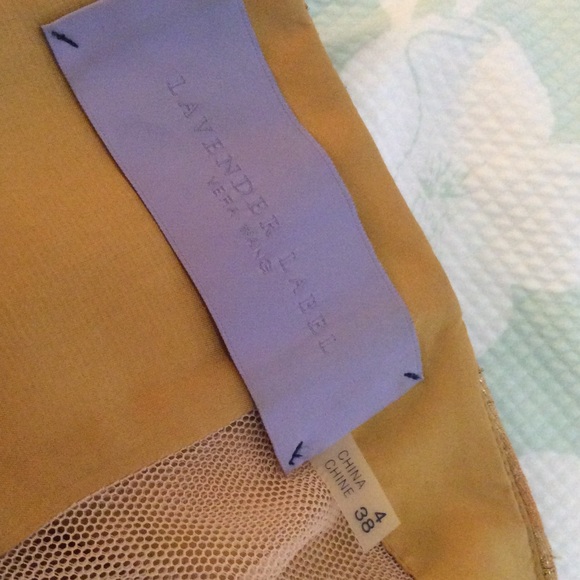 LAVENDER LABEL
VERA WANG
CHINA
CHINE
4
38